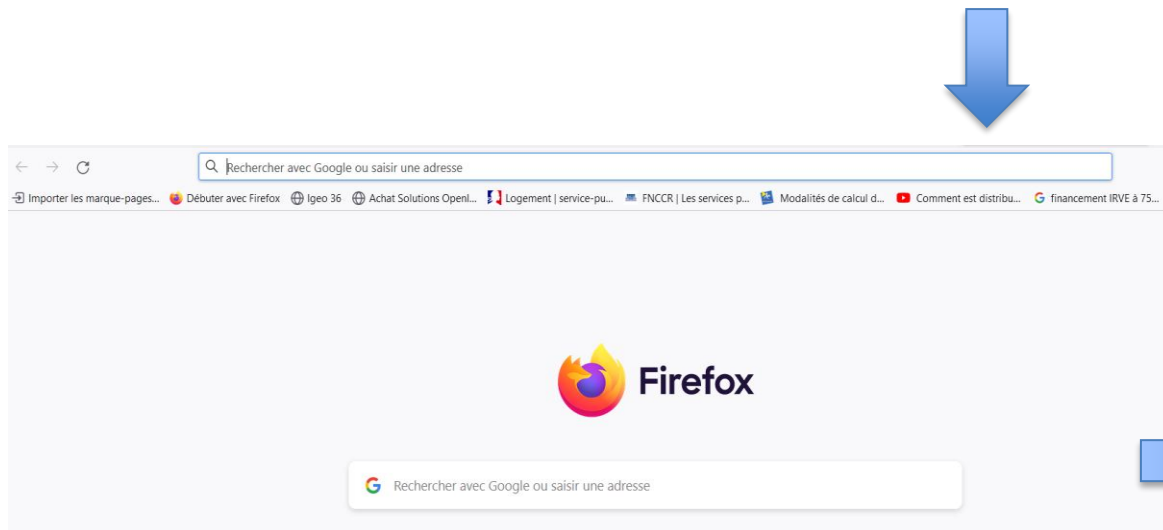 Rechercher avec Google ou saisir une adresse
Importer les marque-pages... Débuter avec Firefox Igeo 36 Achat Solutions Openl... Logement | service-pu... FNCCR | Les services p... Modalités de calcul d... Comment est distribu... financement IRVE à 75...
Firefox
Rechercher avec Google ou saisir une adresse